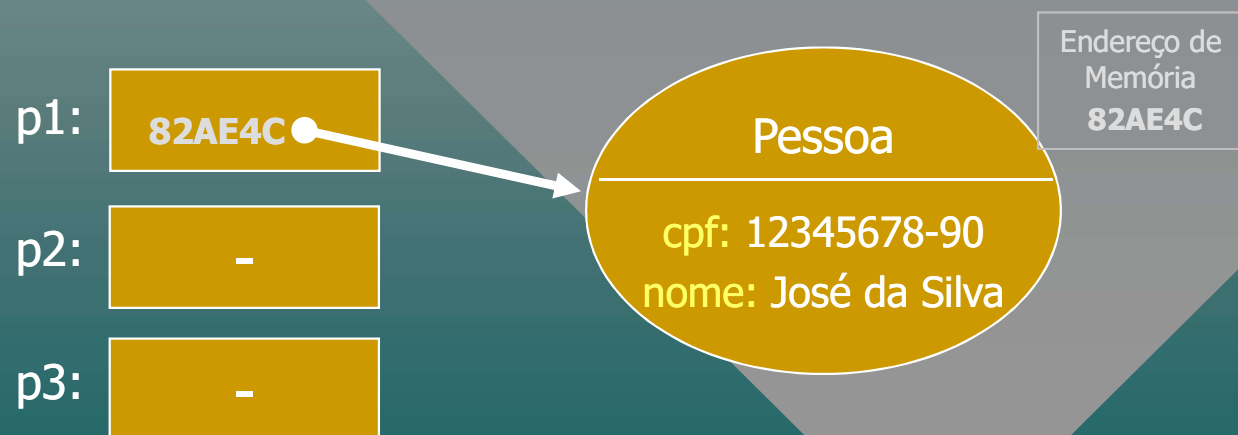 p1:
82AE4C
Pessoa
cpf: 12345678-90
nome: José da Silva
Endereço de
Memória
82AE4C
p2:
-
p3:
-